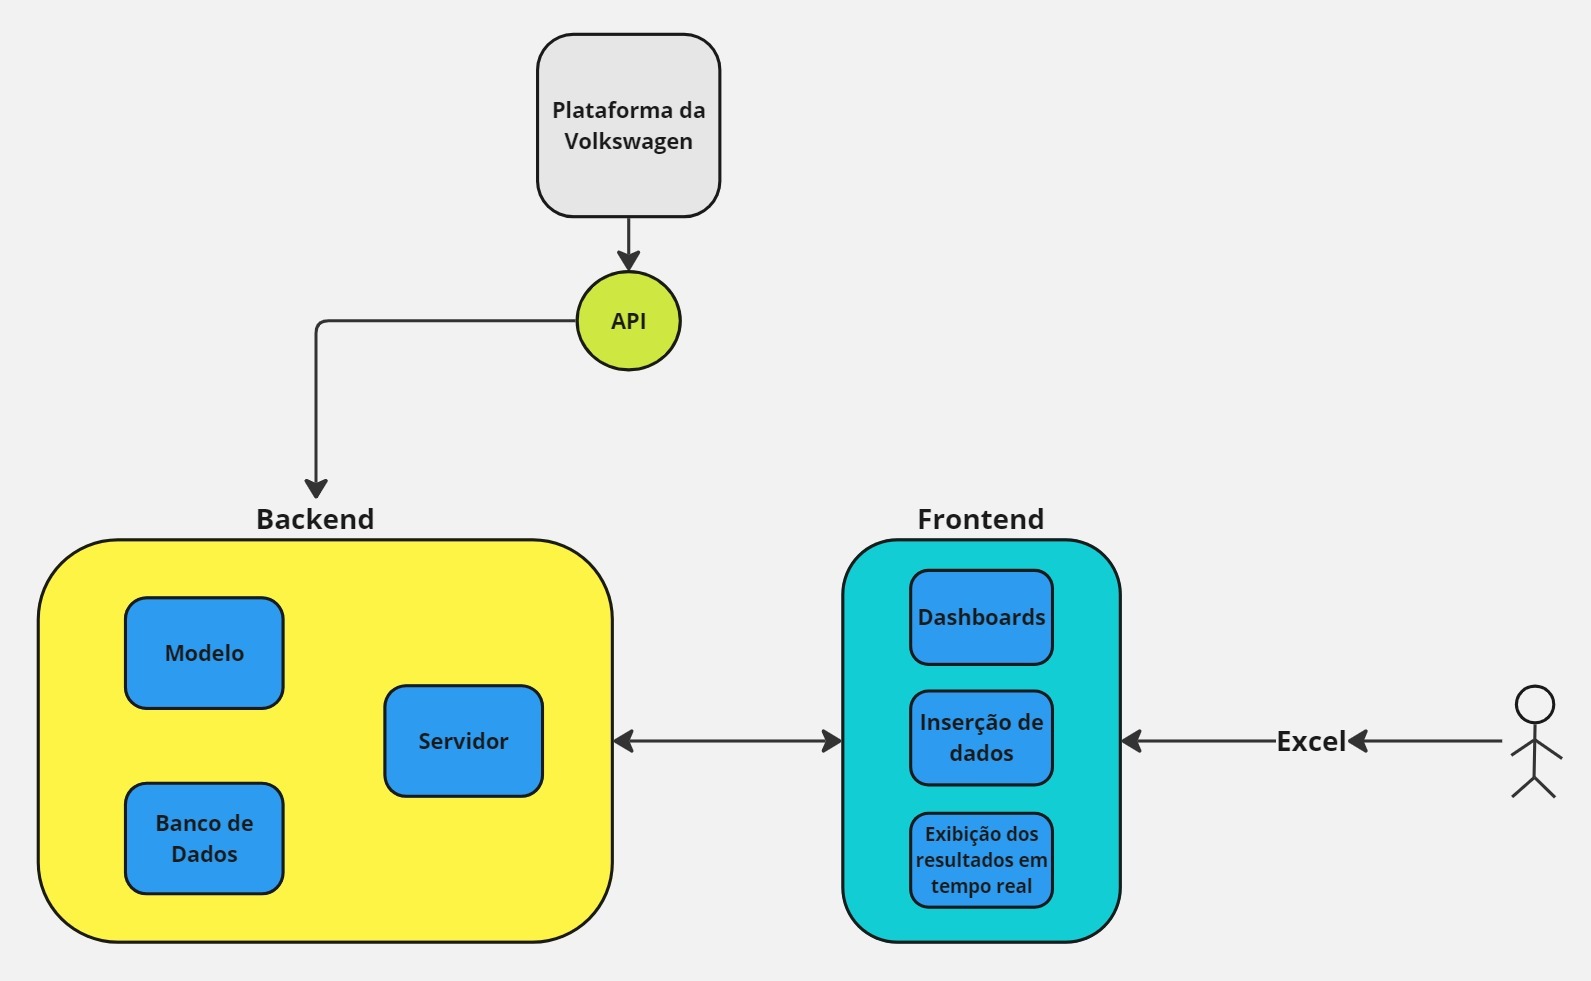 Plataforma da
Volkswagen
API
Backend
Modelo
Servidor
Banco de
Dados
Frontend
Dashboards
Inserção de
dados
Exibição dos
resultados em
tempo real
Excel